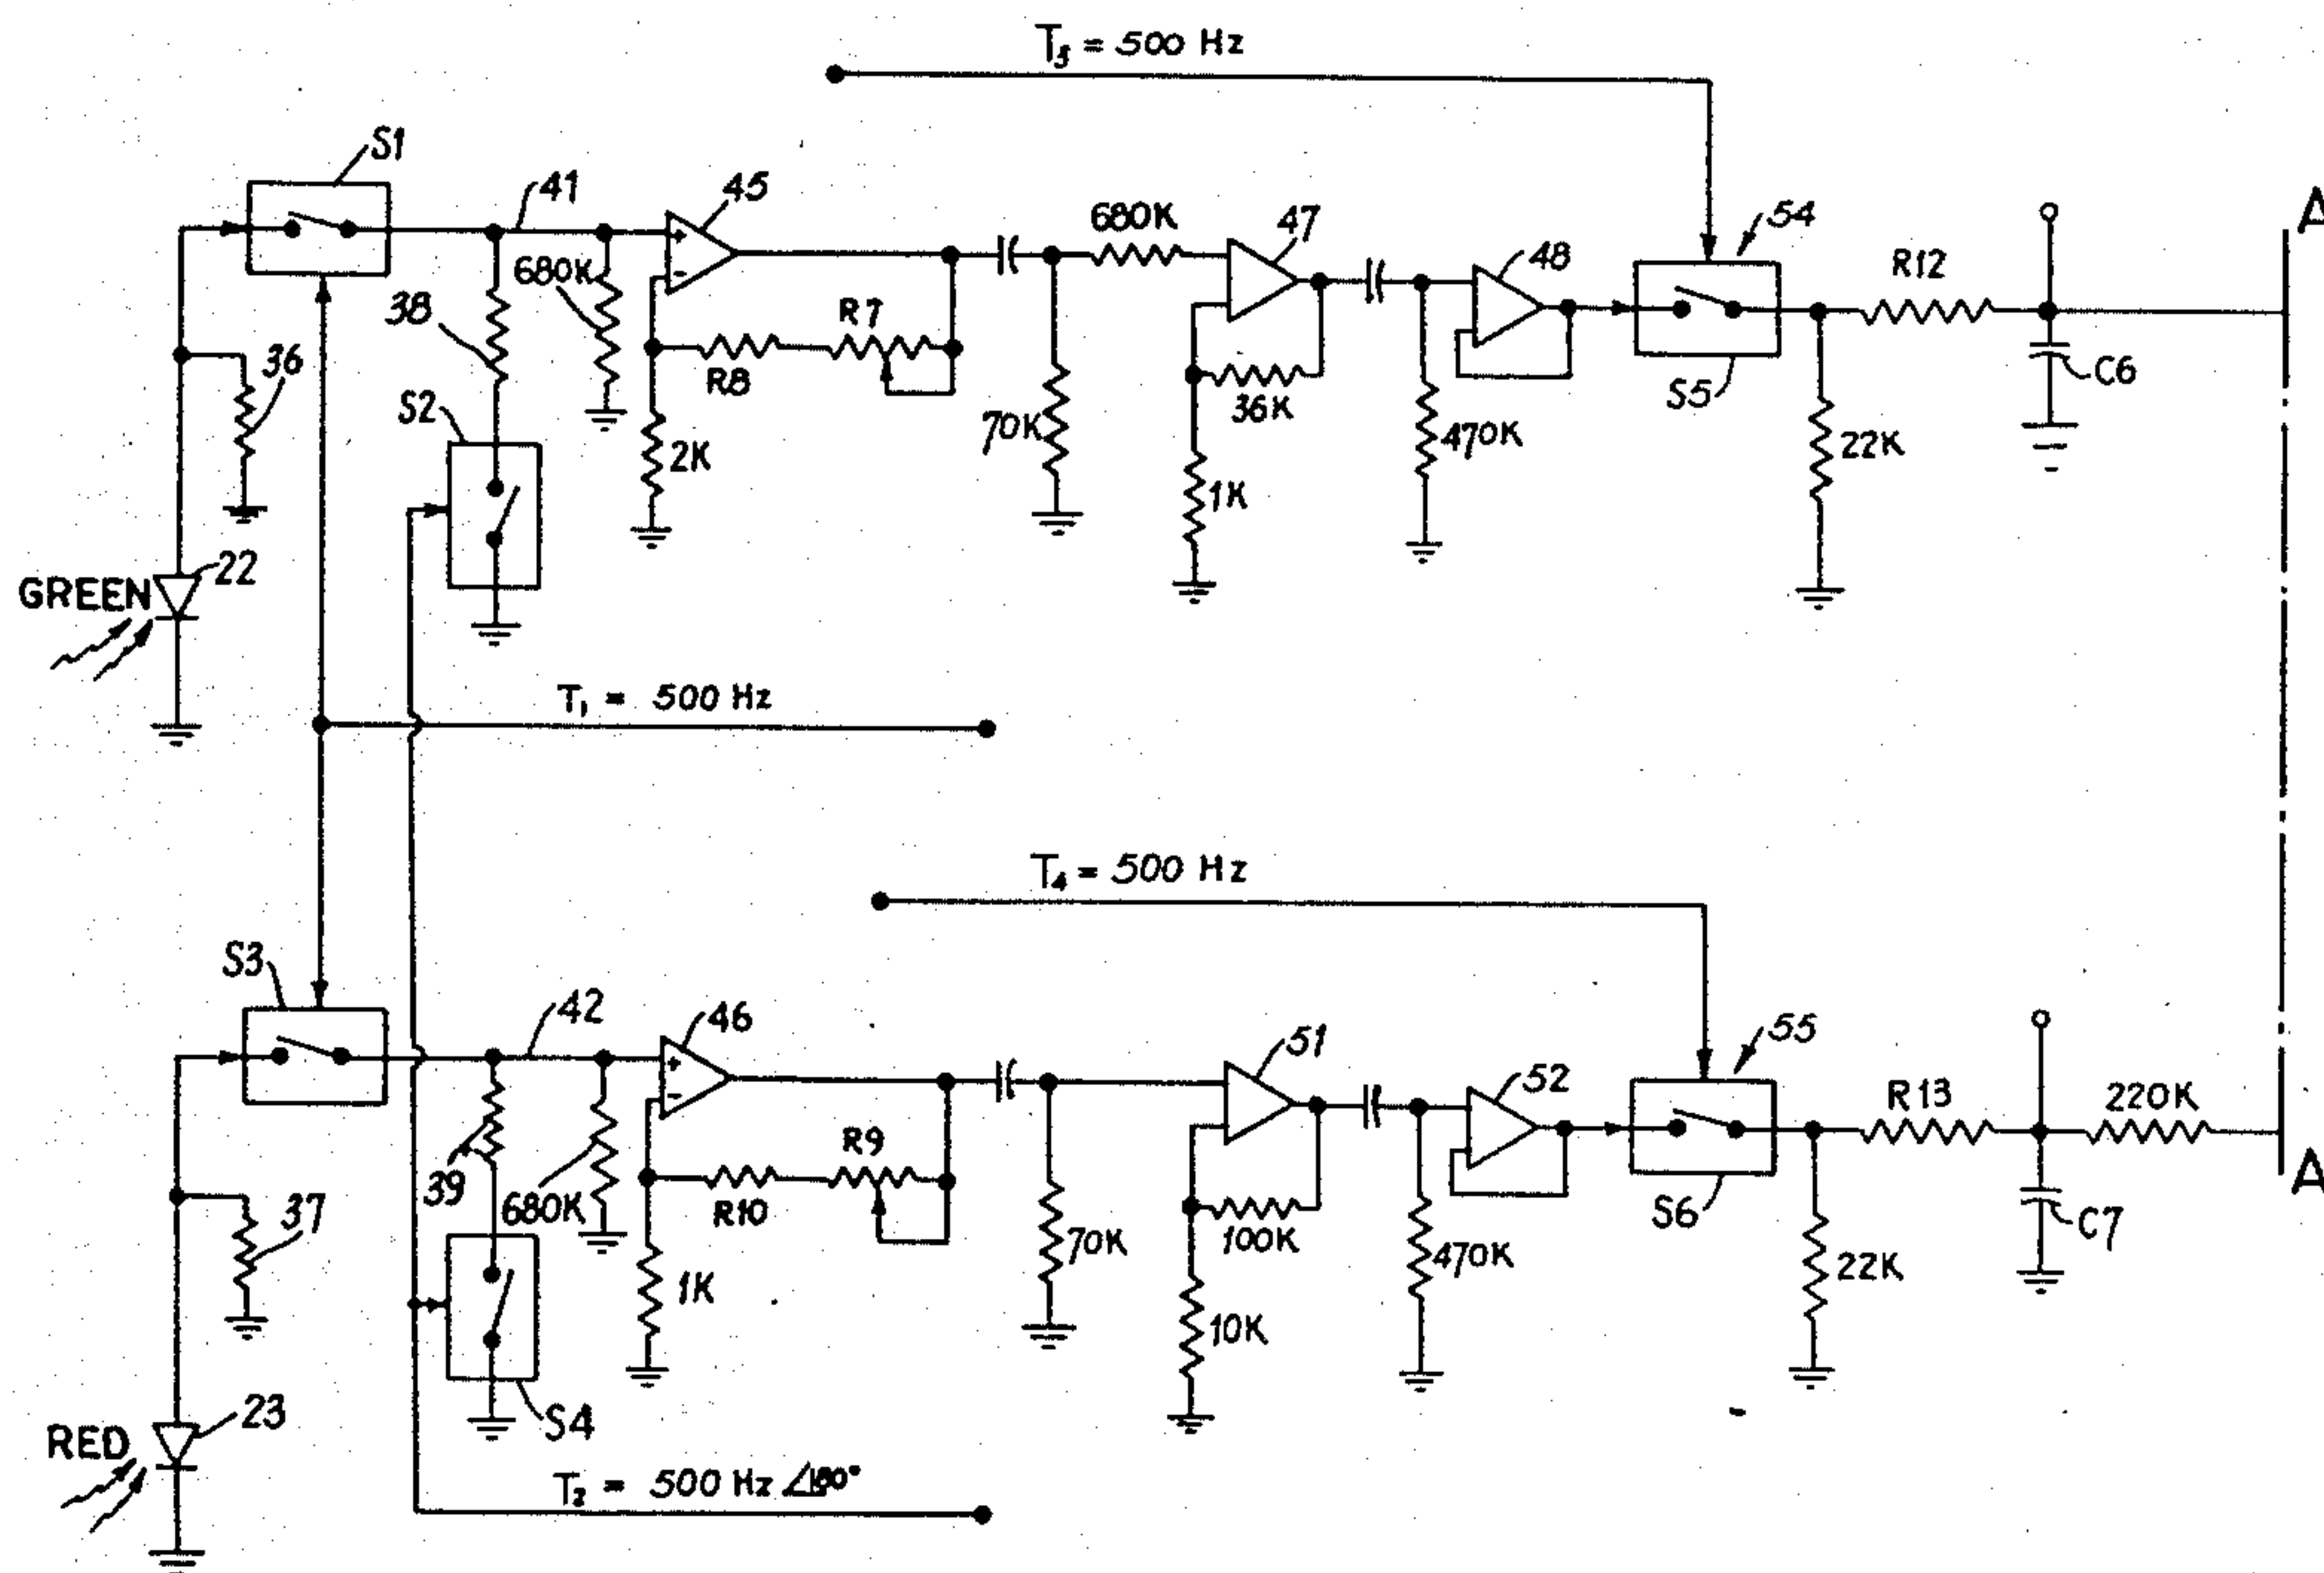 T₅ = 500 Hz
S1
41
45
680K
47
54
A
48
R12
680K
38
R7
36
R8
C6
S2
36K
S5
70K
470K
22K
2K
1K
22
GREEN
T₁ = 500 Hz
T₄ = 500 Hz
S3
42
46
51
55
52
R13
220K
R9
39
680K
R10
A
37
S6
C7
70K
100K
470K
22K
1K
10K
23
S4
RED
T₂ = 500 Hz ∠180°